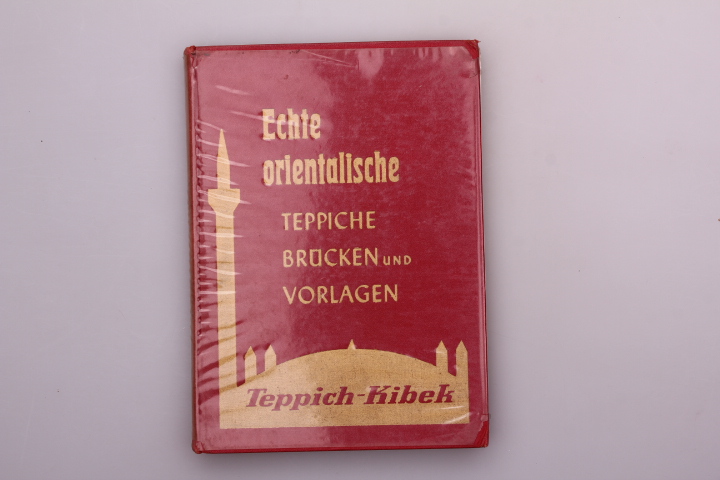 Echte
orientalische
TEPPICHE
BRÜCKEN UND
VORLAGEN
Teppich-Kibek